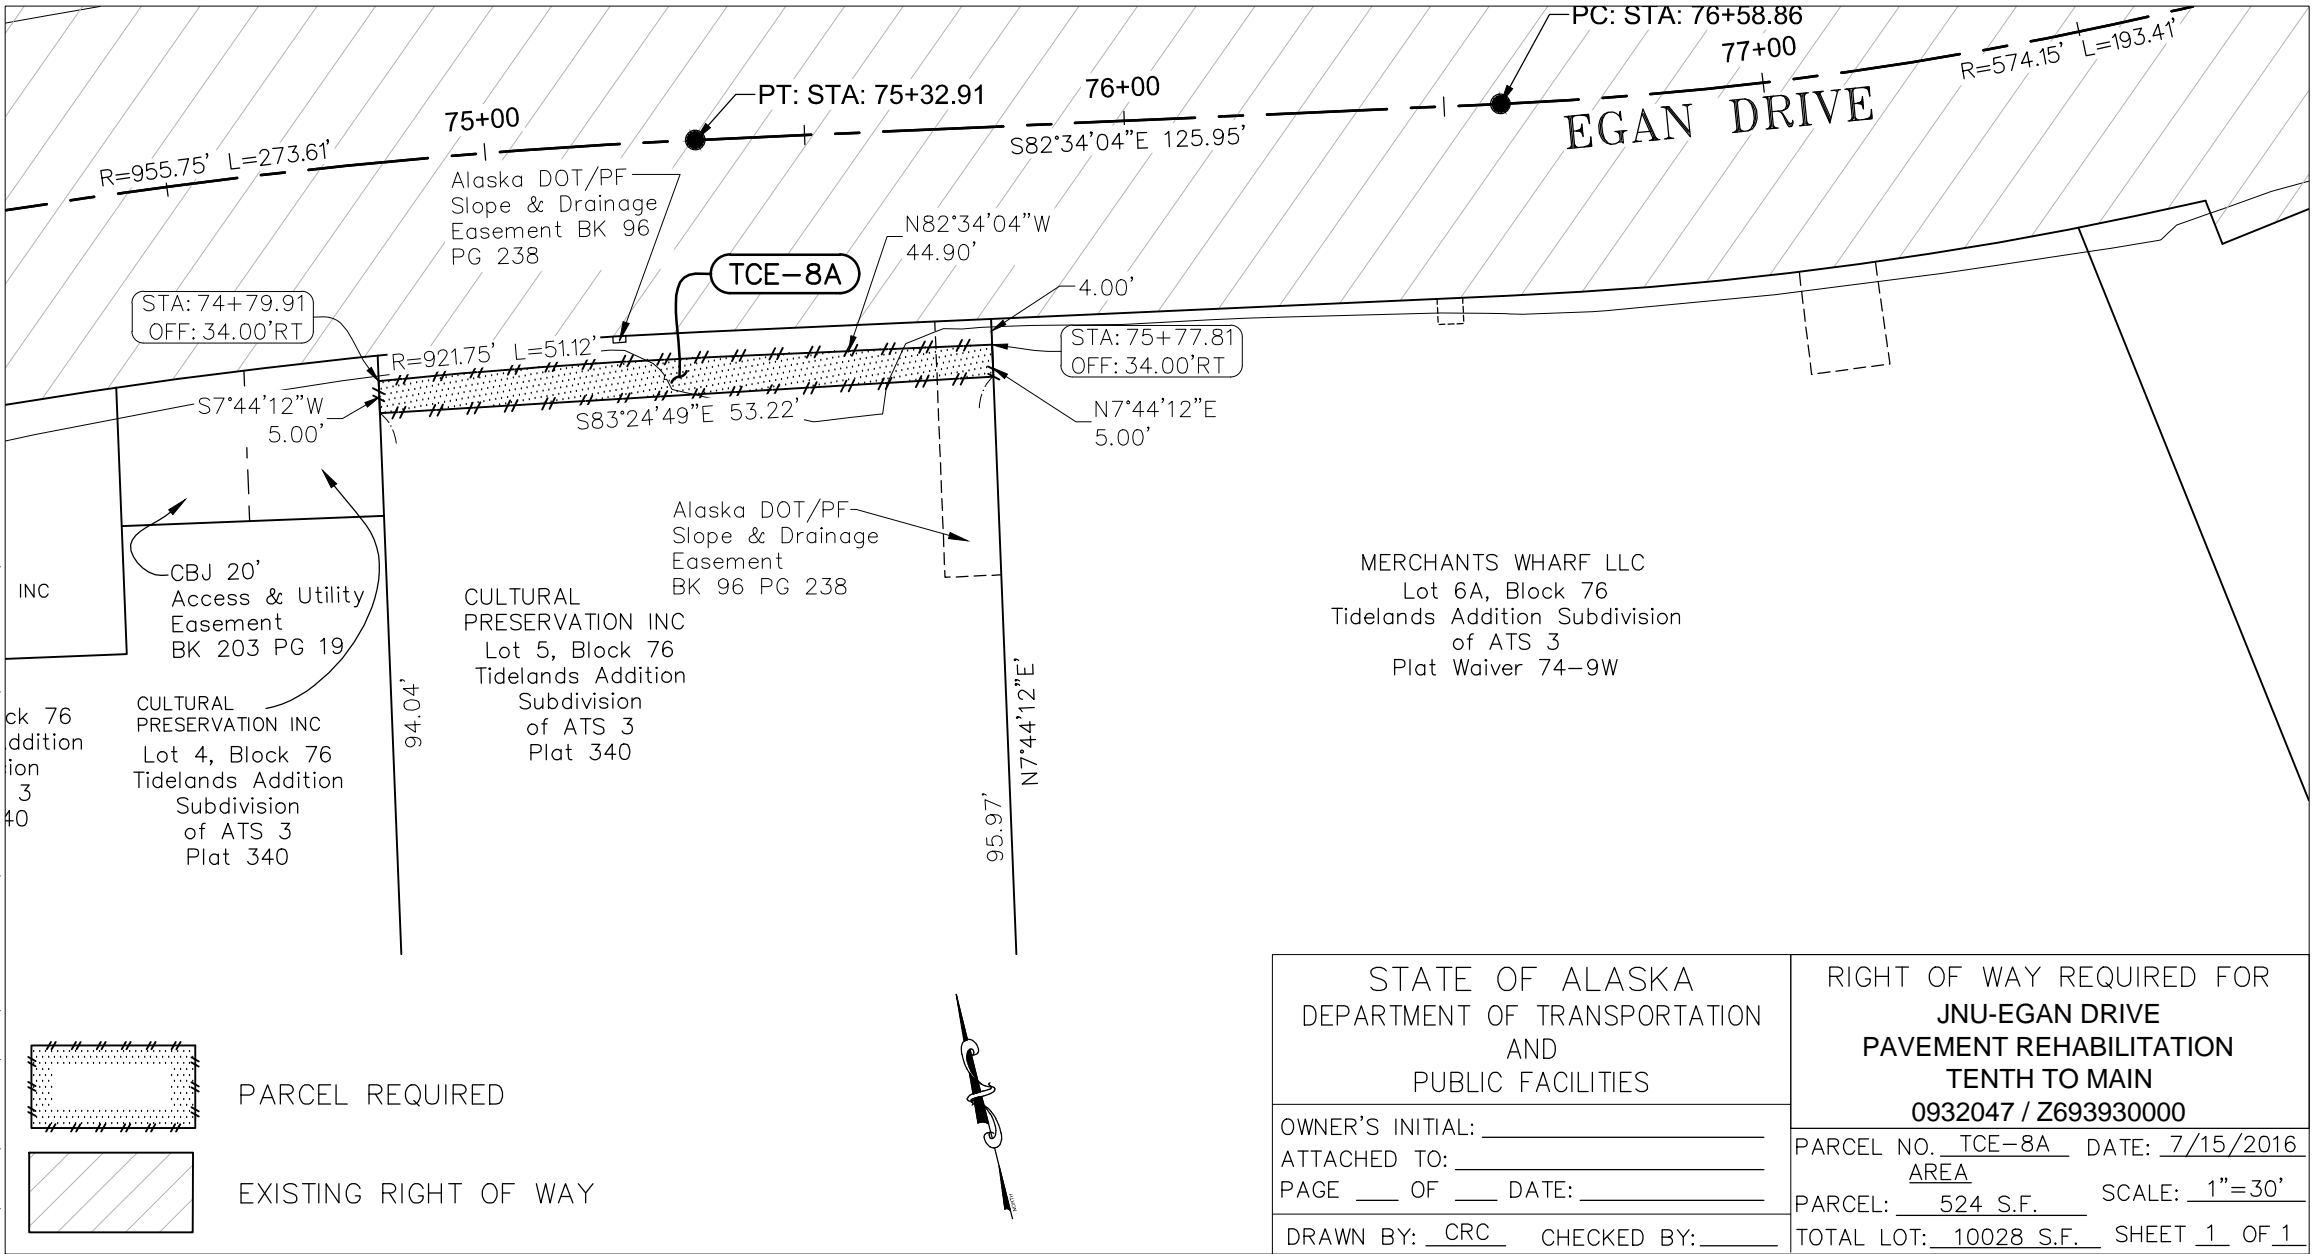 PC: STA: 76+58.86
77+00
R=574.15' L=193.41'
EGAN DRIVE
76+00
PT: STA: 75+32.91
75+00
S82°34'04"E 125.95'
R=955.75' L=273.61'
Alaska DOT/PF
Slope & Drainage
Easement BK 96
PG 238
N82°34'04"W
44.90'
TCE-8A
4.00'
STA: 74+79.91
OFF: 34.00'RT
STA: 75+77.81
OFF: 34.00'RT
R=921.75' L=51.12'
S7°44'12"W
5.00'
S83°24'49"E 53.22'
N7°44'12"E
5.00'
Alaska DOT/PF
Slope & Drainage
Easement
BK 96 PG 238
INC
CBJ 20'
Access & Utility
Easement
BK 203 PG 19
CULTURAL
PRESERVATION INC
Lot 5, Block 76
Tidelands Addition
Subdivision
of ATS 3
Plat 340
MERCHANTS WHARF LLC
Lot 6A, Block 76
Tidelands Addition Subdivision
of ATS 3
Plat Waiver 74-9W
ck 76
ddition
ion
3
40
CULTURAL
PRESERVATION INC
Lot 4, Block 76
Tidelands Addition
Subdivision
of ATS 3
Plat 340
94.04'
N7°44'12"E'
95.97'
PARCEL REQUIRED
EXISTING RIGHT OF WAY
NORTH
STATE OF ALASKA
DEPARTMENT OF TRANSPORTATION
AND
PUBLIC FACILITIES
OWNER'S INITIAL:
ATTACHED TO:
PAGE OF DATE:
DRAWN BY: CRC CHECKED BY:
RIGHT OF WAY REQUIRED FOR
JNU-EGAN DRIVE
PAVEMENT REHABILITATION
TENTH TO MAIN
0932047 / Z693930000
PARCEL NO. TCE-8A DATE: 7/15/2016
AREA
PARCEL: 524 S.F. SCALE: 1"=30'
TOTAL LOT: 10028 S.F. SHEET 1 OF 1